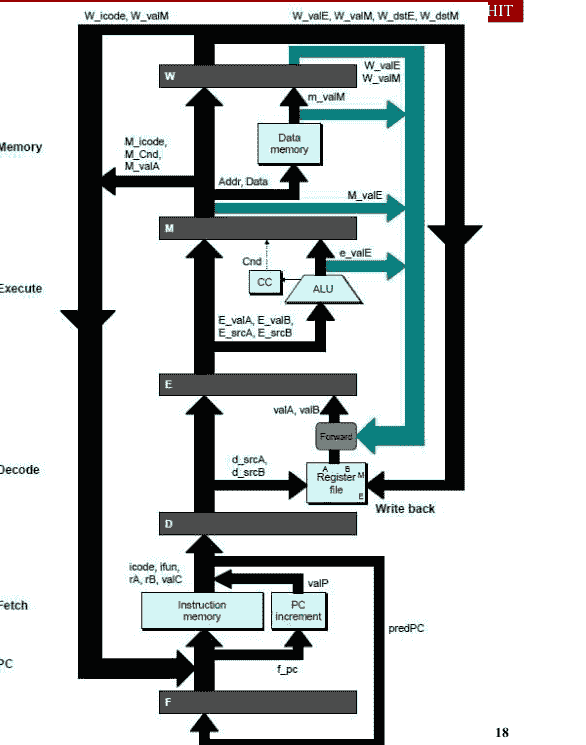 HIT
W_icode, W_valM
W_valE, W_valM, W_dstE, W_dstM
W
W_valE
W_valM
m_valM
Memory
Data
memory
M_icode,
M_Cnd,
M_valA
Addr, Data
M_valE
M
e_valE
Cnd
CC
ALU
Execute
E_valA, E_valB,
E_srcA, E_srcB
E
valA, valB
Forward
Decode
d_srcA,
d_srcB
A B M
Register
file
E
Write back
D
icode, ifun,
rA, rB, valC
valP
Fetch
Instruction
memory
PC
increment
predPC
PC
f_pc
F
18